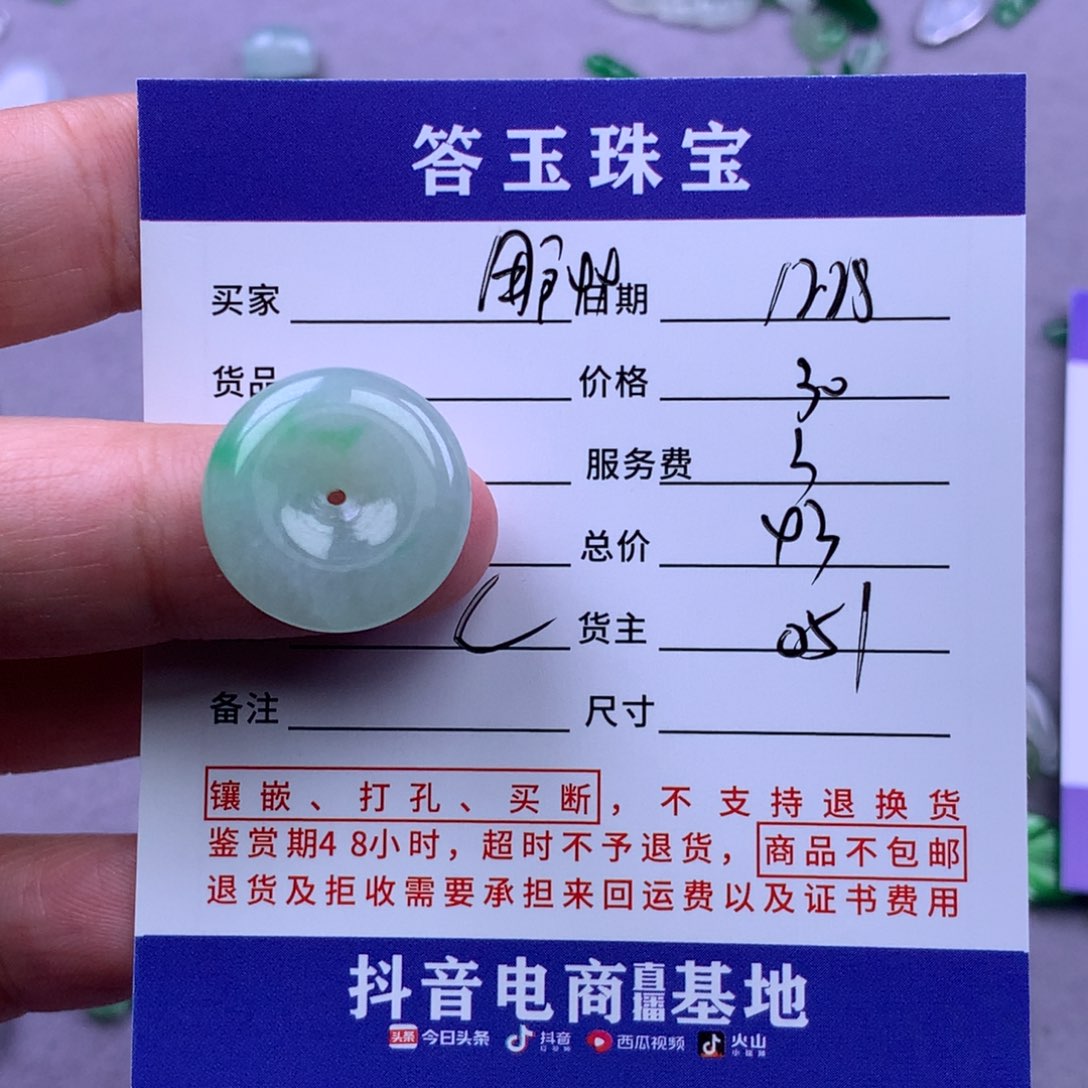 答玉珠宝
买家 日期 12.28
货品 价格 30
服务费 5
总价 43
货主 051
备注 尺寸
镶嵌、打孔、买断，不支持退换货
鉴赏期48小时，超时不予退货，商品不包邮
退货及拒收需要承担来回运费以及证书费用
抖音电商直播基地
头条 今日头条 抖音 西瓜视频 火山